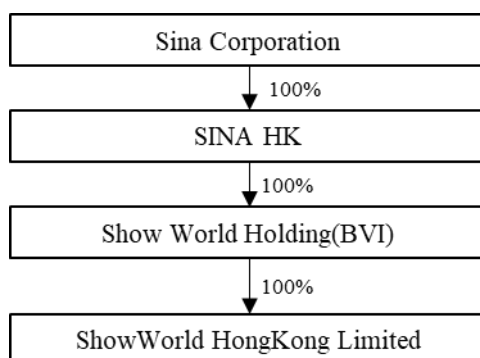 Sina Corporation
100%
SINA HK
100%
Show World Holding(BVI)
100%
ShowWorld HongKong Limited